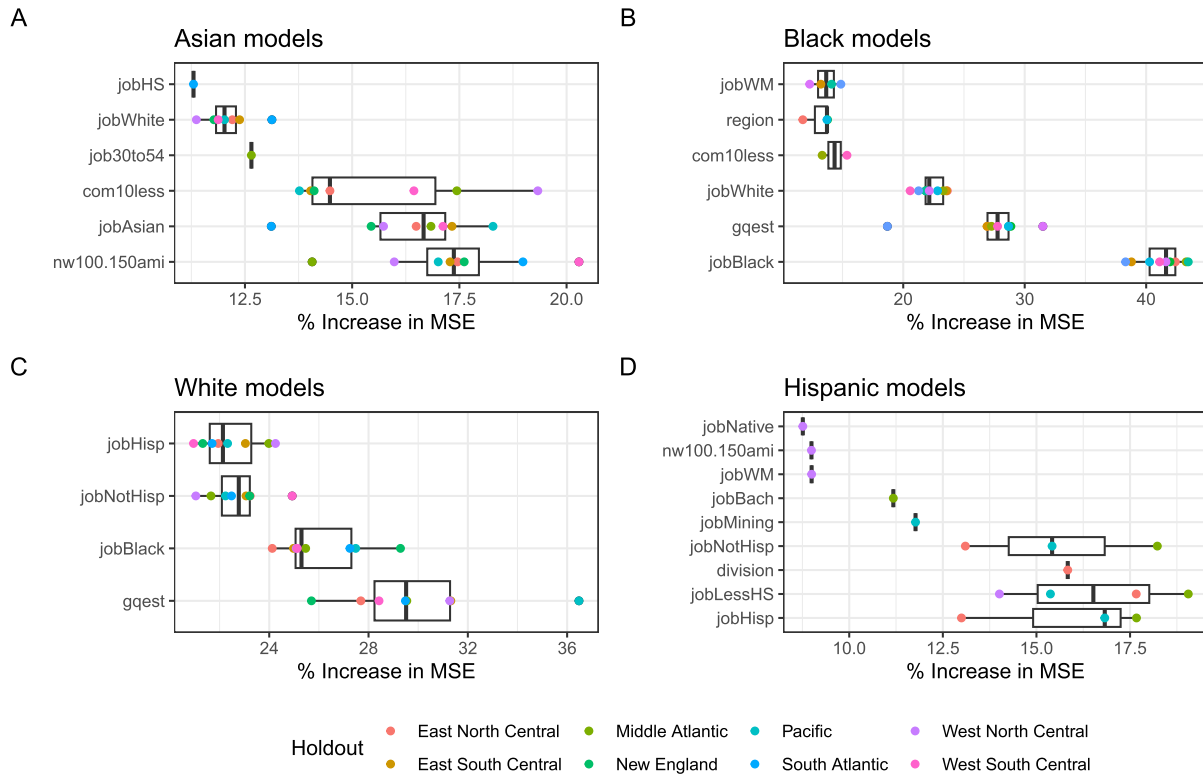 A
Asian models
jobHS
jobWhite
job30to54
com10less
jobAsian
nw100.150ami
12.5 15.0 17.5 20.0
% Increase in MSE
B
Black models
jobWM
region
com10less
jobWhite
gqest
jobBlack
20 30 40
% Increase in MSE
C
White models
jobHisp
jobNotHisp
jobBlack
gqest
24 28 32 36
% Increase in MSE
D
Hispanic models
jobNative
nw100.150ami
jobWM
jobBach
jobMining
jobNotHisp
division
jobLessHS
jobHisp
10.0 12.5 15.0 17.5
% Increase in MSE
Holdout
East North Central Middle Atlantic Pacific West North Central
East South Central New England South Atlantic West South Central